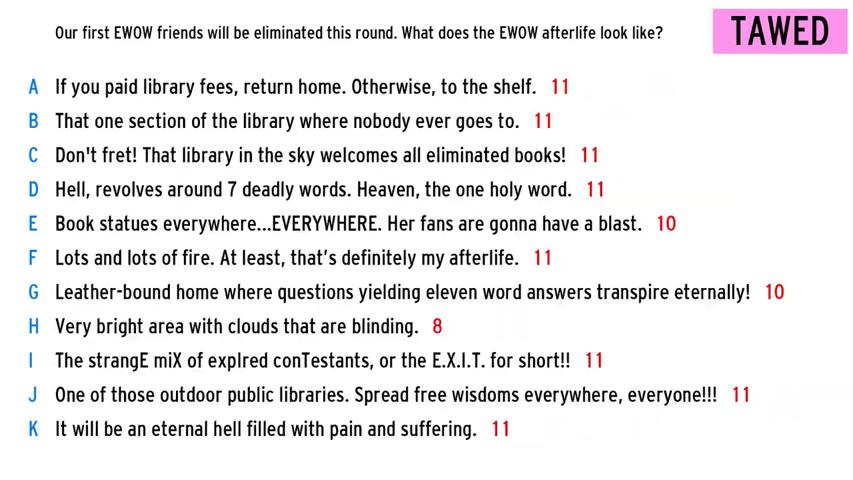 Our first EWOW friends will be eliminated this round. What does the EWOW afterlife look like?
TAWED
A If you paid library fees, return home. Otherwise, to the shelf. 11
B That one section of the library where nobody ever goes to. 11
C Don't fret! That library in the sky welcomes all eliminated books! 11
D Hell, revolves around 7 deadly words. Heaven, the one holy word. 11
E Book statues everywhere...EVERYWHERE. Her fans are gonna have a blast. 10
F Lots and lots of fire. At least, that's definitely my afterlife. 11
G Leather-bound home where questions yielding eleven word answers transpire eternally! 10
H Very bright area with clouds that are blinding. 8
I The strangE miX of expIred conTestants, or the E.X.I.T. for short!! 11
J One of those outdoor public libraries. Spread free wisdoms everywhere, everyone!!! 11
K It will be an eternal hell filled with pain and suffering. 11